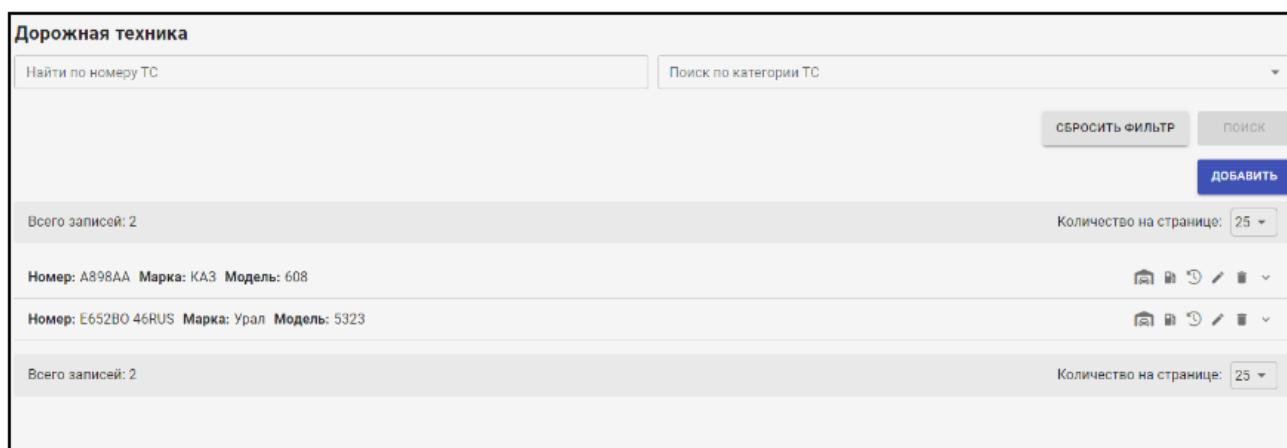 Дорожная техника
Найти по номеру ТС Поиск по категории ТС
СБРОСИТЬ ФИЛЬТР ПОИСК
ДОБАВИТЬ
Всего записей: 2 Количество на странице: 25
Номер: А898АА Марка: КАЗ Модель: 608
Номер: Е652ВО 46RUS Марка: Урал Модель: 5323
Всего записей: 2 Количество на странице: 25